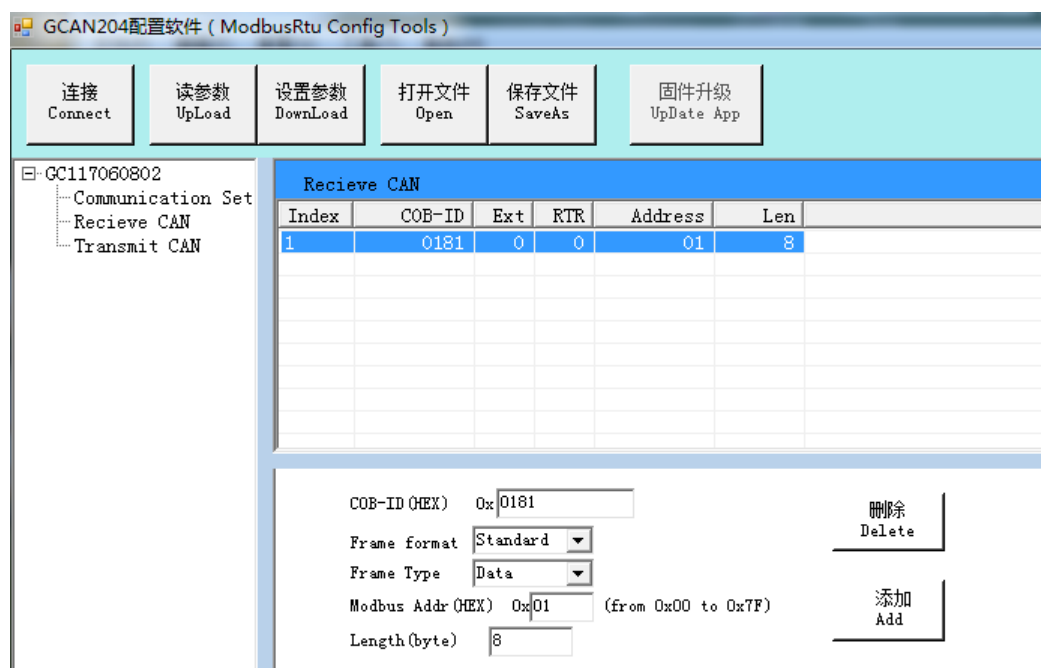 GCAN204配置软件 ( ModbusRtu Config Tools )
连接 读参数 设置参数 打开文件 保存文件 固件升级
Connect UpLoad DownLoad Open SaveAs UpDate App
GC117060802
Communication Set
Recieve CAN
Transmit CAN
Recieve CAN
Index COB-ID Ext RTR Address Len
1 0181 0 0 01 8
COB-ID(HEX) 0x 0181
Frame format Standard
Frame Type Data
Modbus Addr(HEX) 0x 01 (from 0x00 to 0x7F)
Length(byte) 8
删除
Delete
添加
Add